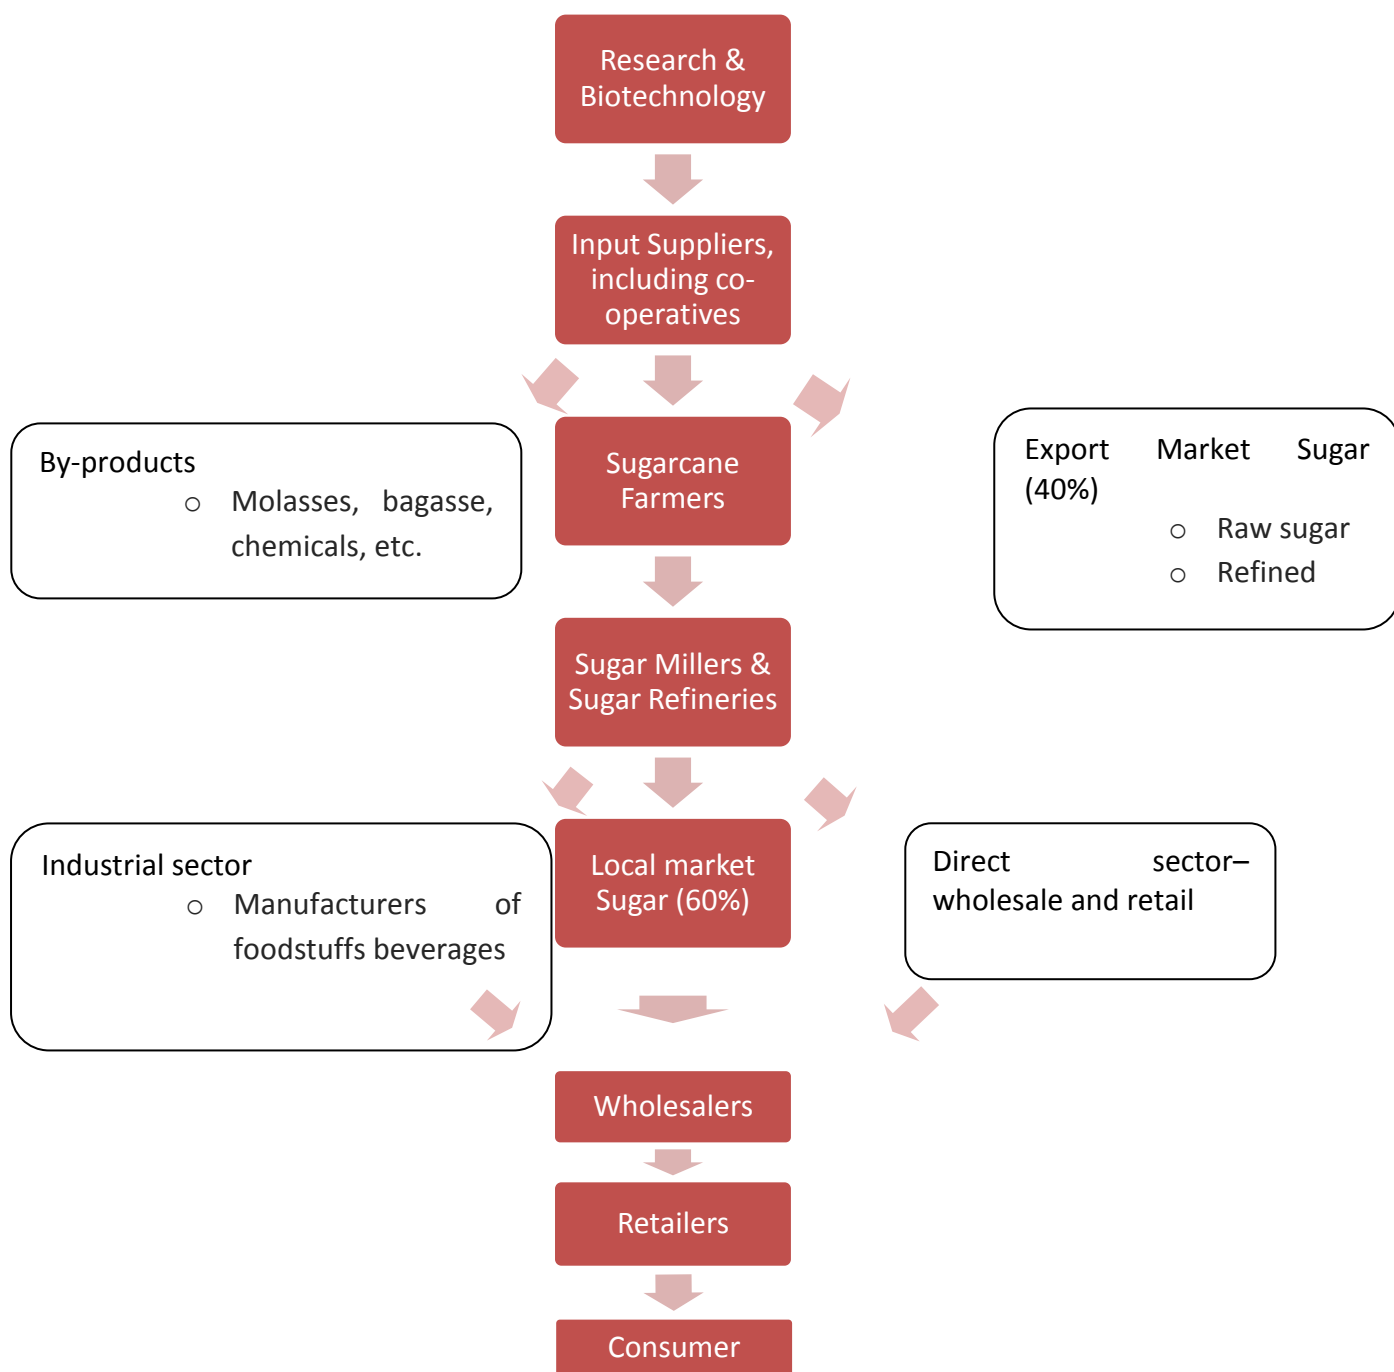 Research &
Biotechnology
Input Suppliers,
including co-
operatives
By-products
o Molasses, bagasse,
chemicals, etc.
Sugarcane
Farmers
Export Market Sugar
(40%)
o Raw sugar
o Refined
Sugar Millers &
Sugar Refineries
Industrial sector
o Manufacturers of
foodstuffs beverages
Local market
Sugar (60%)
Direct sector–
wholesale and retail
Wholesalers
Retailers
Consumer